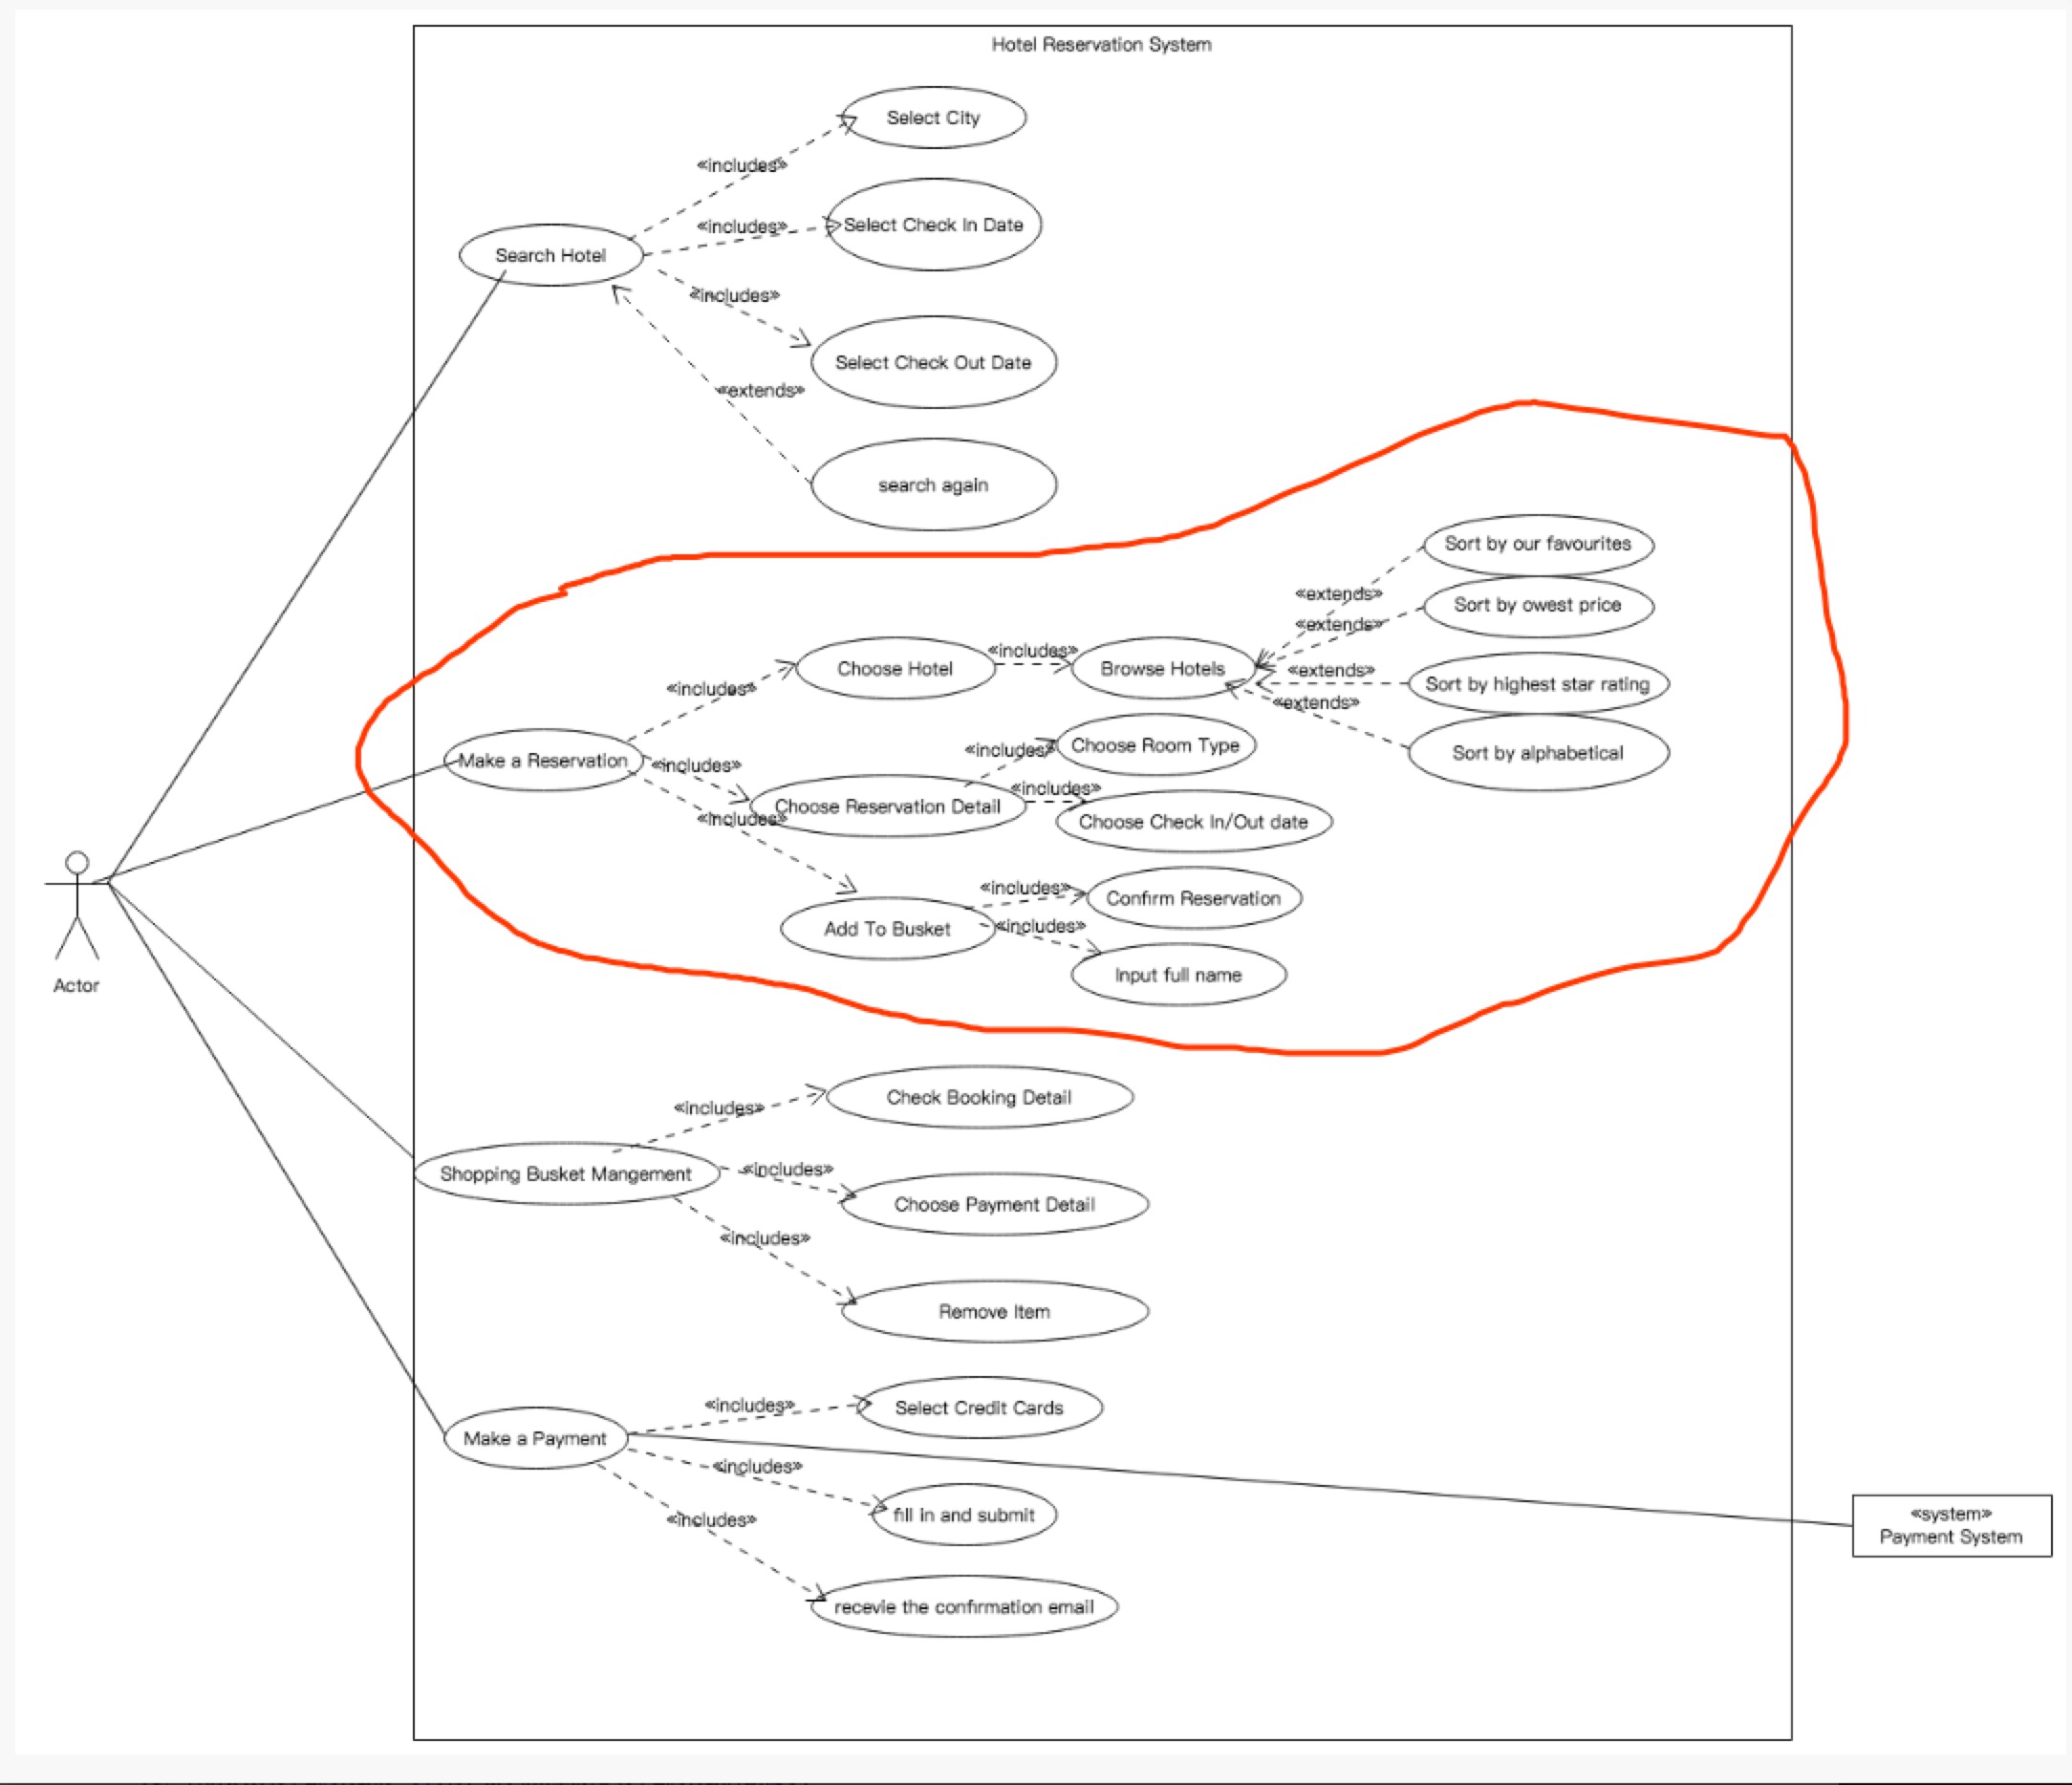 Hotel Reservation System
Select City
«includes»
«includes»
Select Check In Date
Search Hotel
«includes»
Select Check Out Date
«extends»
search again
Sort by our favourites
«extends»
Sort by owest price
«extends»
Choose Hotel
«includes»
Browse Hotels
«extends»
Sort by highest star rating
«includes»
«extends»
Choose Room Type
«includes»
Sort by alphabetical
Make a Reservation
«includes»
«includes»
Choose Reservation Detail
«includes»
Choose Check In/Out date
«includes»
Confirm Reservation
Add To Busket
«includes»
Input full name
Actor
Check Booking Detail
«includes»
Shopping Busket Mangement
«includes»
Choose Payment Detail
«includes»
Remove Item
«includes»
Select Credit Cards
Make a Payment
«includes»
fill in and submit
«includes»
«system»
Payment System
recevie the confirmation email